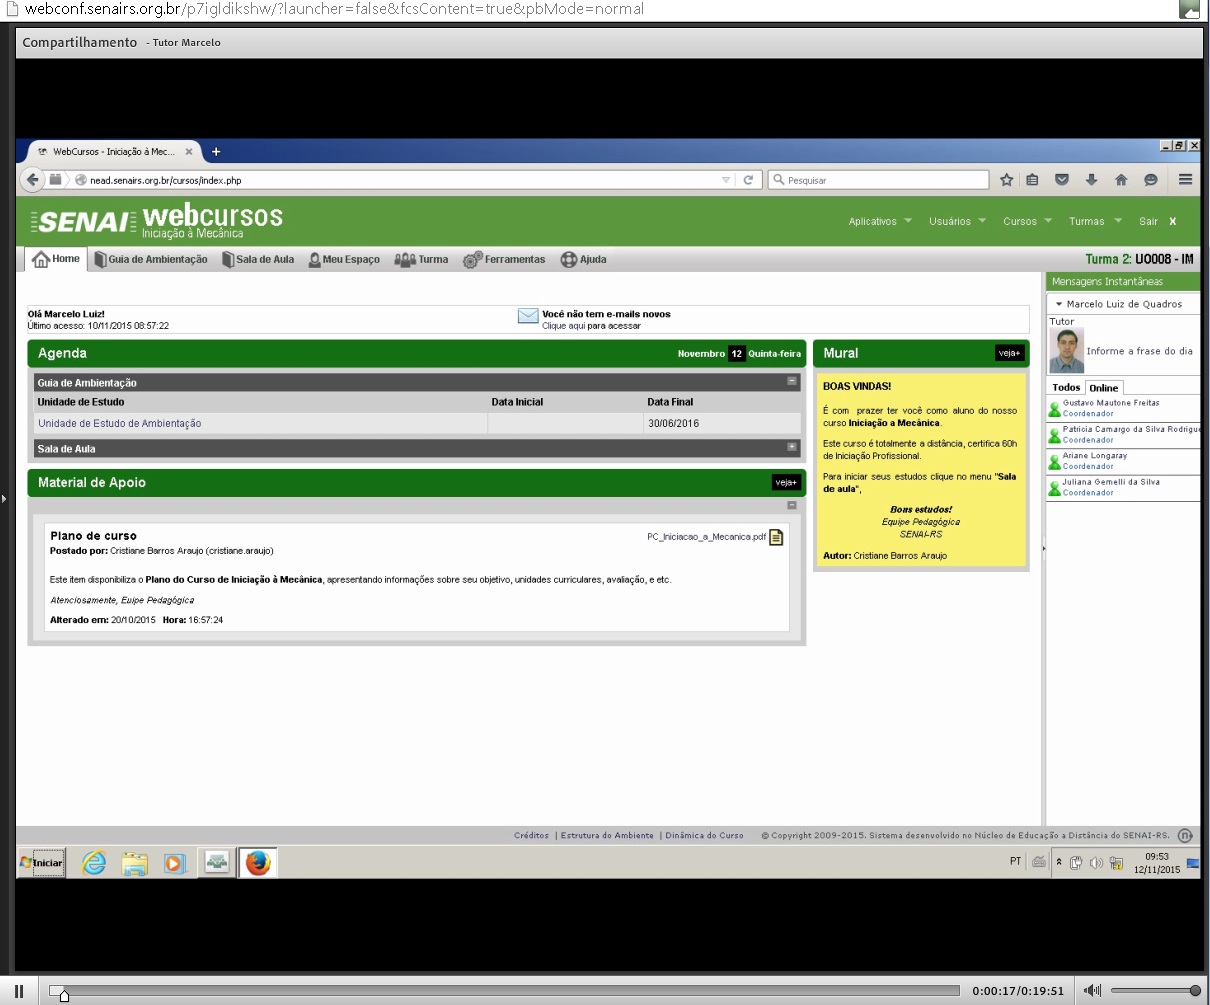 webconf.senairs.org.br/p7igldikshw/?launcher=false&fcsContent=true&pbMode=normal
Compartilhamento - Tutor Marcelo
WebCursos - Iniciação à Mec...
nead.senairs.org.br/cursos/index.php
Pesquisar
SENAI webcursos
Iniciação à Mecânica
Aplicativos Usuários Cursos Turmas Sair X
Home Guia de Ambientação Sala de Aula Meu Espaço Turma Ferramentas Ajuda
Turma 2: UO008 - IM
Olá Marcelo Luiz!
Último acesso: 10/11/2015 08:57:22
Você não tem e-mails novos
Clique aqui para acessar
Agenda
Novembro 12 Quinta-feira
Guia de Ambientação
Unidade de Estudo Data Inicial Data Final
Unidade de Estudo de Ambientação 30/06/2016
Sala de Aula
Material de Apoio
veja+
Plano de curso
PC_Iniciacao_a_Mecanica.pdf
Postado por: Cristiane Barros Araujo (cristiane.araujo)
Este item disponibiliza o Plano do Curso de Iniciação à Mecânica, apresentando informações sobre seu objetivo, unidades curriculares, avaliação, e etc.
Atenciosamente, Euipe Pedagógica
Alterado em: 20/10/2015 Hora: 16:57:24
Mural
veja+
BOAS VINDAS!
É com prazer ter você como aluno do nosso
curso Iniciação a Mecânica.
Este curso é totalmente a distância, certifica 60h
de Iniciação Profissional.
Para iniciar seus estudos clique no menu "Sala
de aula",
Bons estudos!
Equipe Pedagógica
SENAI-RS
Autor: Cristiane Barros Araujo
Mensagens Instantâneas
Marcelo Luiz de Quadros
Tutor
Informe a frase do dia
Todos Online
Gustavo Mautone Freitas
Coordenador
Patricia Camargo da Silva Rodrigue
Coordenador
Ariane Longaray
Coordenador
Juliana Gemelli da Silva
Coordenador
Créditos | Estrutura do Ambiente | Dinâmica do Curso © Copyright 2009-2015. Sistema desenvolvido no Núcleo de Educação a Distância do SENAI-RS.
Iniciar
PT
09:53
12/11/2015
0:00:17/0:19:51